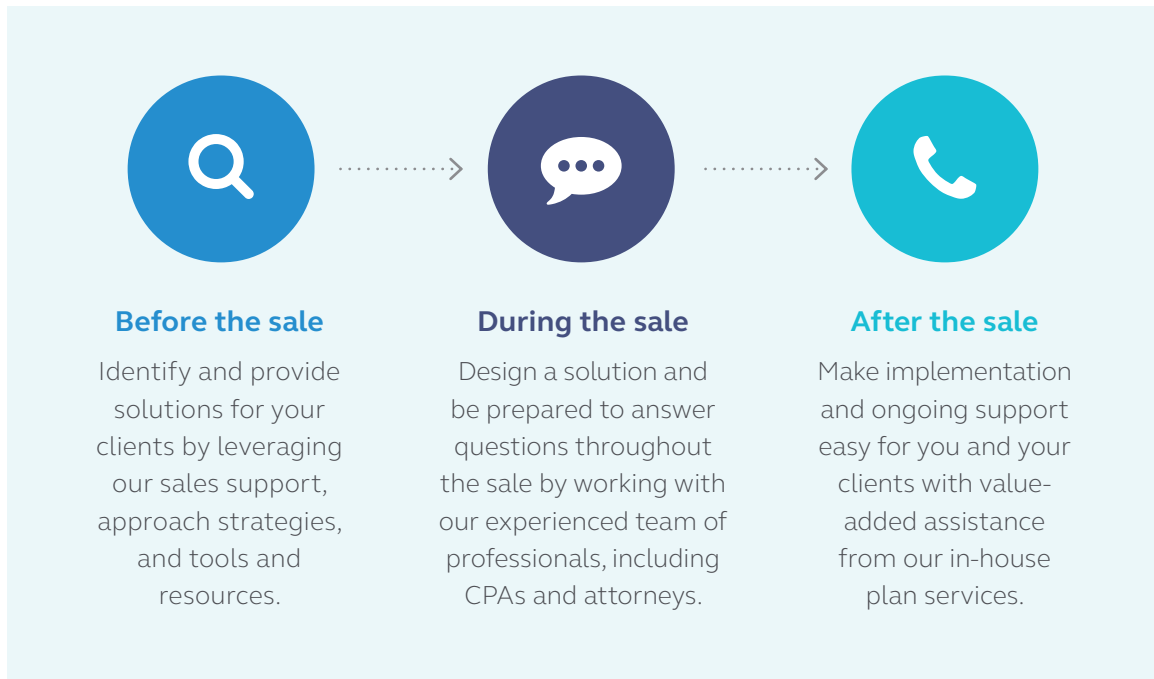 Before the sale
Identify and provide
solutions for your
clients by leveraging
our sales support,
approach strategies,
and tools and
resources.
During the sale
Design a solution and
be prepared to answer
questions throughout
the sale by working with
our experienced team of
professionals, including
CPAs and attorneys.
After the sale
Make implementation
and ongoing support
easy for you and your
clients with value-
added assistance
from our in-house
plan services.